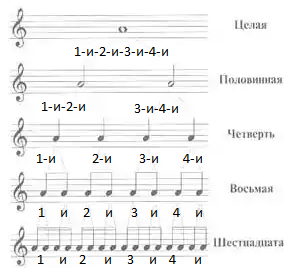 Целая
1-и-2-и-3-и-4-и
Половинная
1-и-2-и 3-и-4-и
Четверть
1-и 2-и 3-и 4-и
Восьмая
1 и 2 и 3 и 4 и
Шестнадцата
1 и 2 и 3 и 4 и